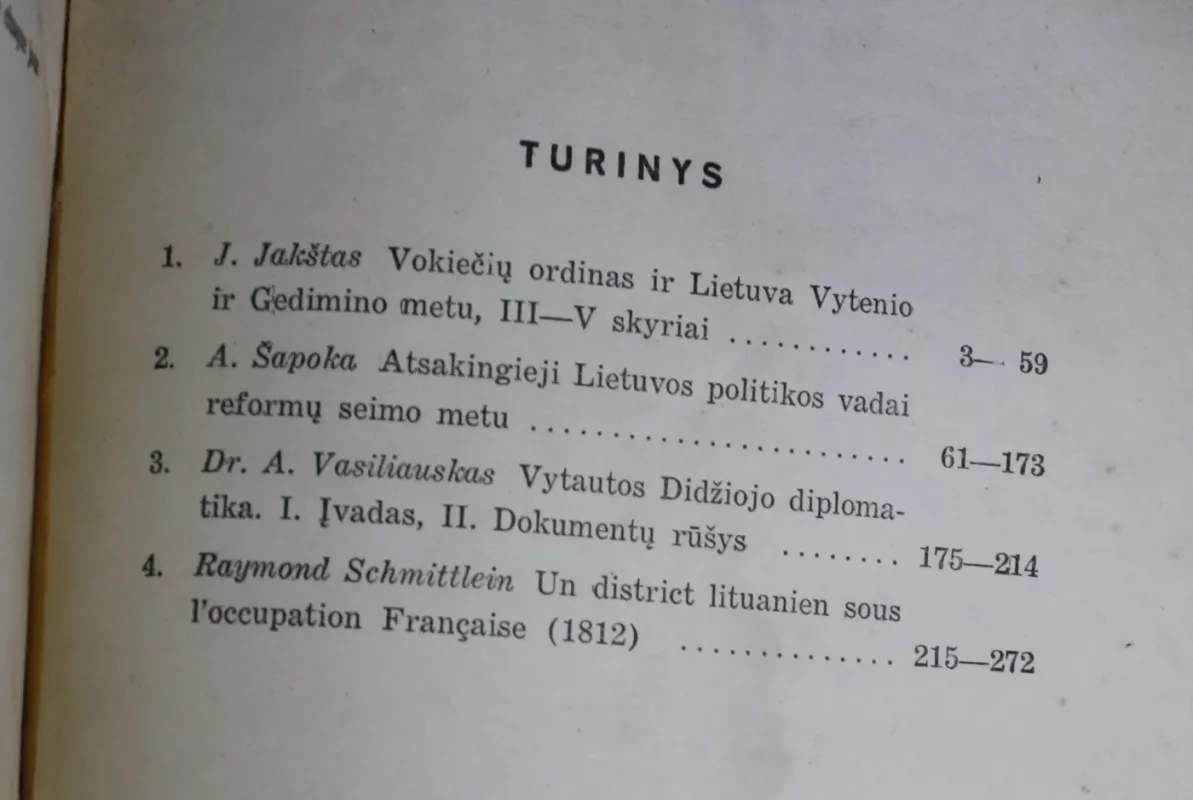 TURINYS
1. J. Jakštas Vokiečių ordinas ir Lietuva Vytenio
ir Gedimino metu, III—V skyriai ............ 3— 59
2. A. Šapoka Atsakingieji Lietuvos politikos vadai
reformų seimo metu ........................ 61—173
3. Dr. A. Vasiliauskas Vytautos Didžiojo diploma-
tika. I. Įvadas, II. Dokumentų rūšys ........ 175—214
4. Raymond Schmittlein Un district lituanien sous
l'occupation Française (1812) .............. 215—272